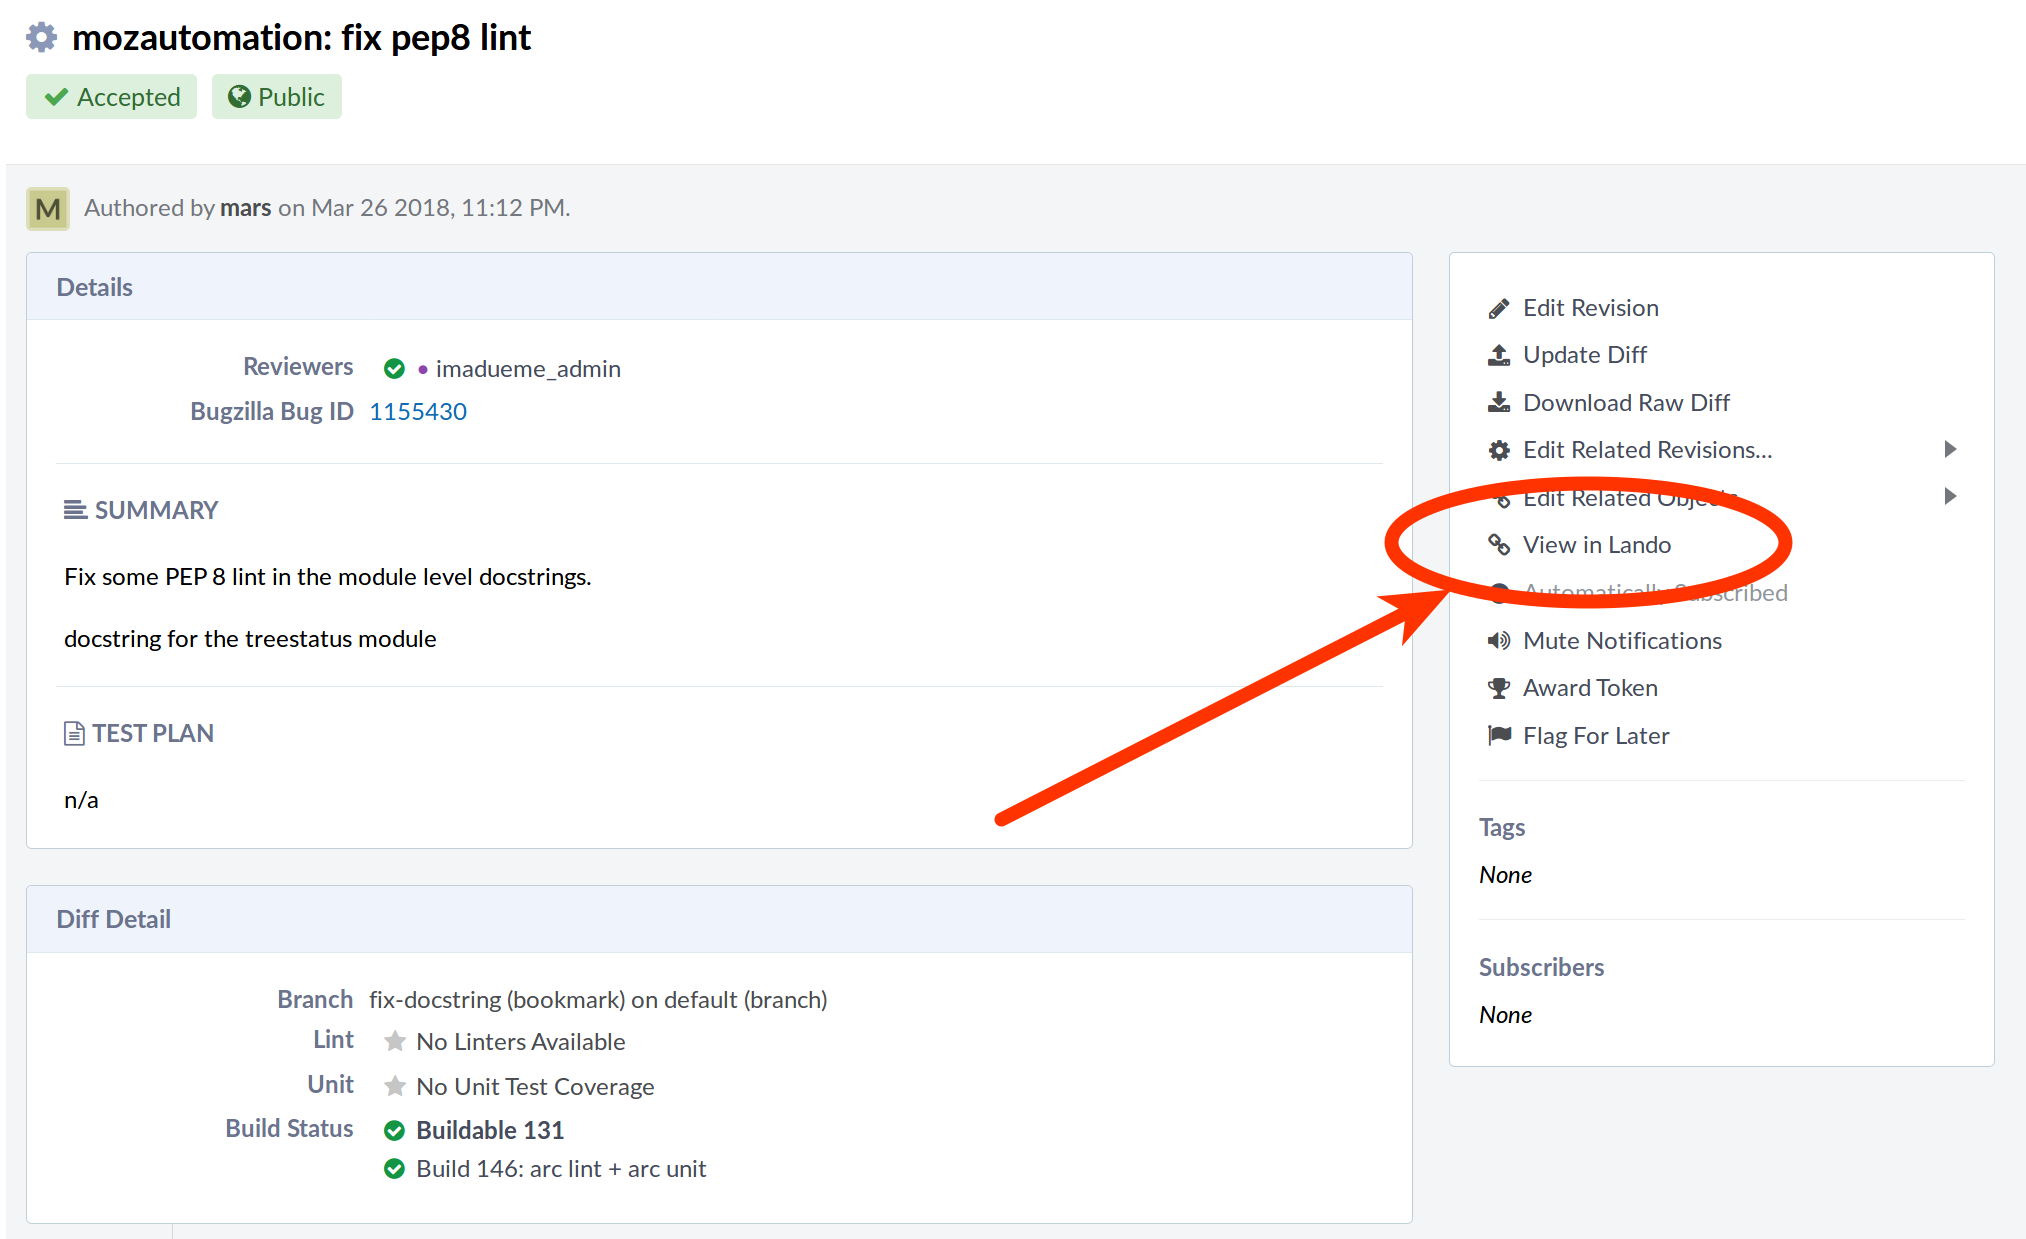 mozautomation: fix pep8 lint
Accepted
Public
M
Authored by mars on Mar 26 2018, 11:12 PM.
Details
Reviewers
imadueme_admin
Bugzilla Bug ID 1155430
SUMMARY
Fix some PEP 8 lint in the module level docstrings.
docstring for the treestatus module
TEST PLAN
n/a
Diff Detail
Branch fix-docstring (bookmark) on default (branch)
Lint No Linters Available
Unit No Unit Test Coverage
Build Status Buildable 131
Build 146: arc lint + arc unit
Edit Revision
Update Diff
Download Raw Diff
Edit Related Revisions...
Edit Related Objects
View in Lando
Automatically Subscribed
Mute Notifications
Award Token
Flag For Later
Tags
None
Subscribers
None